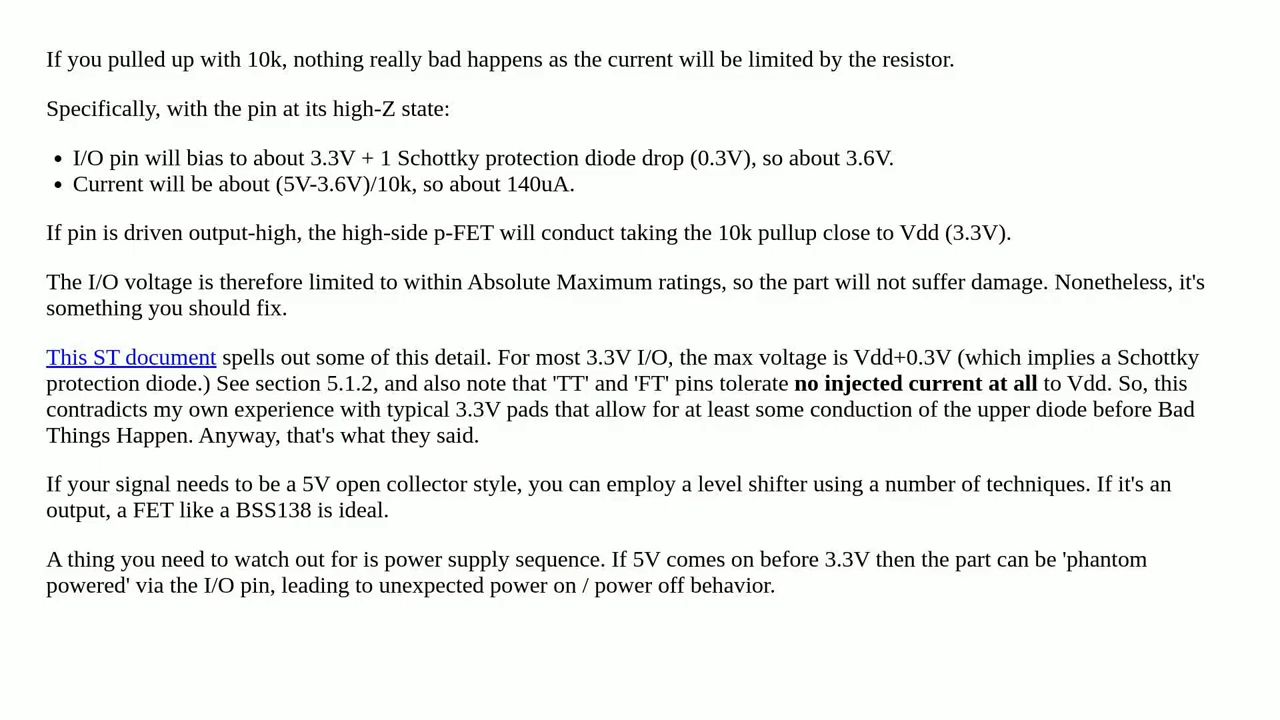 If you pulled up with 10k, nothing really bad happens as the current will be limited by the resistor.
Specifically, with the pin at its high-Z state:
• I/O pin will bias to about 3.3V + 1 Schottky protection diode drop (0.3V), so about 3.6V.
• Current will be about (5V-3.6V)/10k, so about 140uA.
If pin is driven output-high, the high-side p-FET will conduct taking the 10k pullup close to Vdd (3.3V).
The I/O voltage is therefore limited to within Absolute Maximum ratings, so the part will not suffer damage. Nonetheless, it's
something you should fix.
This ST document spells out some of this detail. For most 3.3V I/O, the max voltage is Vdd+0.3V (which implies a Schottky
protection diode.) See section 5.1.2, and also note that 'TT' and 'FT' pins tolerate no injected current at all to Vdd. So, this
contradicts my own experience with typical 3.3V pads that allow for at least some conduction of the upper diode before Bad
Things Happen. Anyway, that's what they said.
If your signal needs to be a 5V open collector style, you can employ a level shifter using a number of techniques. If it's an
output, a FET like a BSS138 is ideal.
A thing you need to watch out for is power supply sequence. If 5V comes on before 3.3V then the part can be 'phantom
powered' via the I/O pin, leading to unexpected power on / power off behavior.